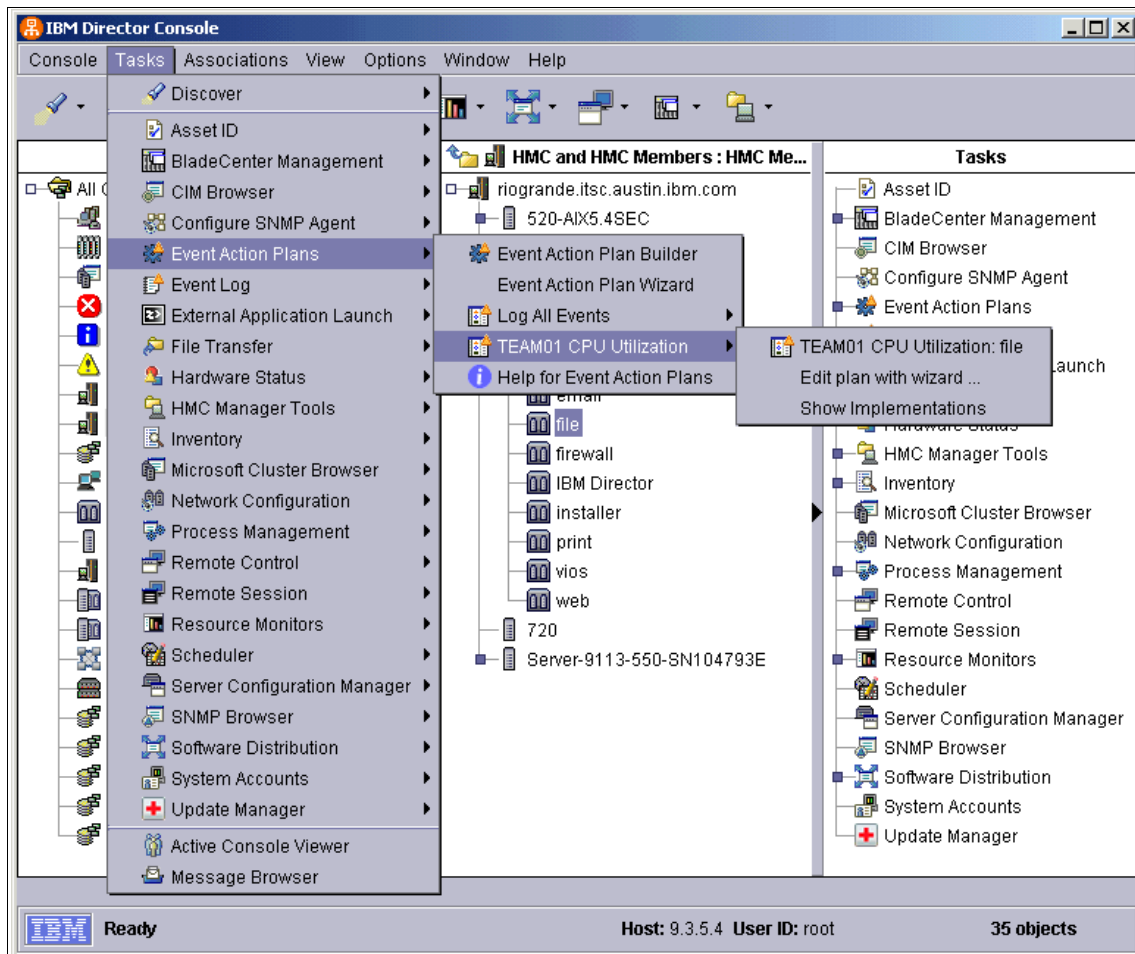 IBM Director Console
Console Tasks Associations View Options Window Help
Discover
Asset ID
BladeCenter Management
CIM Browser
Configure SNMP Agent
Event Action Plans
Event Log
External Application Launch
File Transfer
Hardware Status
HMC Manager Tools
Inventory
Microsoft Cluster Browser
Network Configuration
Process Management
Remote Control
Remote Session
Resource Monitors
Scheduler
Server Configuration Manager
SNMP Browser
Software Distribution
System Accounts
Update Manager
Active Console Viewer
Message Browser
All
Event Action Plan Builder
Event Action Plan Wizard
Log All Events
TEAM01 CPU Utilization
Help for Event Action Plans
TEAM01 CPU Utilization: file
Edit plan with wizard ...
Show Implementations
HMC and HMC Members : HMC Me...
riogrande.itsc.austin.ibm.com
520-AIX5.4SEC
email
file
firewall
IBM Director
installer
print
vios
web
720
Server-9113-550-SN104793E
Tasks
Asset ID
BladeCenter Management
CIM Browser
Configure SNMP Agent
Event Action Plans
Launch
Hardware Status
HMC Manager Tools
Inventory
Microsoft Cluster Browser
Network Configuration
Process Management
Remote Control
Remote Session
Resource Monitors
Scheduler
Server Configuration Manager
SNMP Browser
Software Distribution
System Accounts
Update Manager
IBM Ready
Host: 9.3.5.4 User ID: root
35 objects